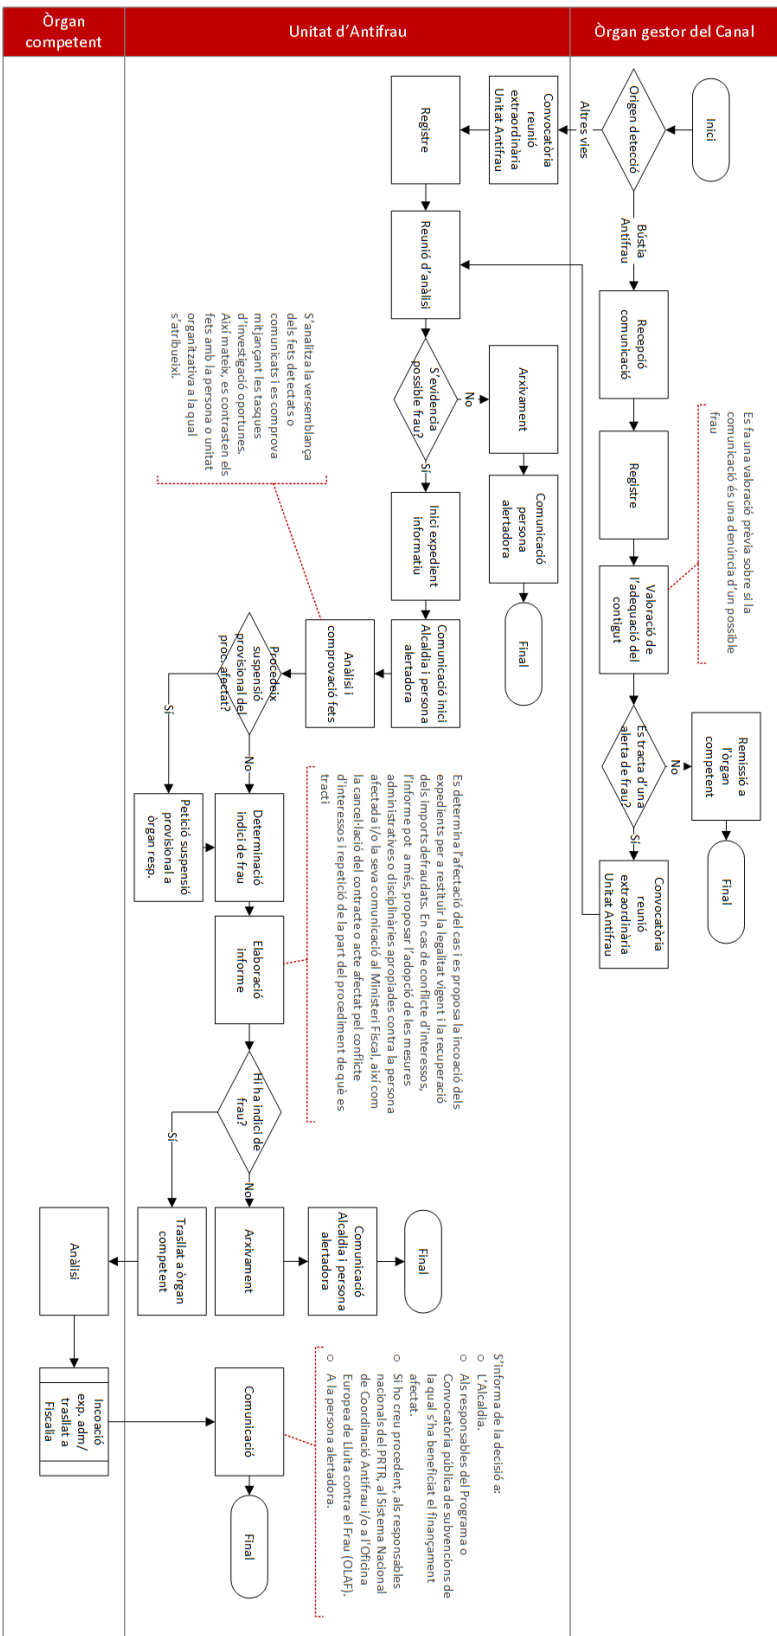 Òrgan
competent
Unitat d'Antifrau
Òrgan gestor del Canal
Inici
Origen detecció
Altres vies
Bústia
Antifrau
Convocatòria
reunió
extraordinària
Unitat Antifrau
Registre
Reunió d'anàlisi
Recepció
comunicació
Registre
Es fa una valoració prèvia sobre si la
comunicació és una denúncia d'un possible
frau
Valoració de
l'adequació del
contigut
Es tracta d'una
alerta de frau?
No
Remissió a
l'òrgan
competent
Final
Sí
Convocatòria
reunió
extraordinària
Unitat Antifrau
S'evidencia
possible frau?
No
Arxivament
Comunicació
persona
alertadora
Final
Sí
Inici expedient
informatiu
Comunicació inici
Alcaldia i persona
alertadora
Anàlisi i
comprovació fets
S'analitza la versemblança
dels fets detectats o
comunicats i es comprova
mitjançant les tasques
d'investigació oportunes.
Així mateix, es contrasten els
fets amb la persona o unitat
organitzativa a la qual
s'atribueixi.
Procedeix
suspensió
provisional del
proc. afectat?
Sí
No
Petició suspensió
provisional a
òrgan resp.
Determinació
indici de frau
Elaboració
informe
Es determina l'afectació del cas i es proposa la incoació dels
expedients per a restituir la legalitat vigent i la recuperació
dels imports defraudats. En cas de conflicte d'interessos,
l'informe pot a més, proposar l'adopció de les mesures
administratives o disciplinàries apropiades contra la persona
afectada i/o la seva comunicació al Ministeri Fiscal, així com
la cancel·lació del contracte o acte afectat pel conflicte
d'interessos i repetició de la part del procediment de què es
tracti
Hi ha indici de
frau?
Sí
No
Trasllat a òrgan
competent
Arxivament
Comunicació
Alcaldia i persona
alertadora
Final
Anàlisi
Incoació
exp. adm/
trasllat a
Fiscalia
Comunicació
Final
S'informa de la decisió a:
○ L'Alcaldia.
○ Als responsables del Programa o
Convocatòria pública de subvencions de
la qual s'ha beneficiat el finançament
afectat.
○ Si ho creu procedent, als responsables
nacionals del PRTR, al Sistema Nacional
de Coordinació Antifrau i/o a l'Oficina
Europea de Lluita contra el Frau (OLAF).
○ A la persona alertadora.